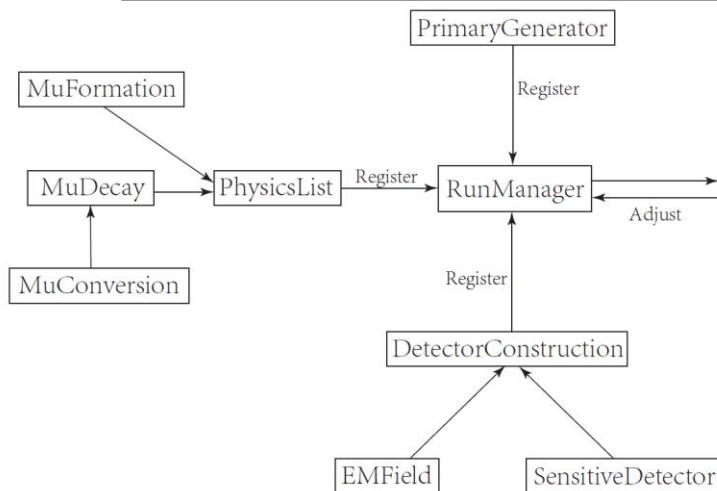 PrimaryGenerator
Register
MuFormation
MuDecay
PhysicsList
Register
RunManager
Adjust
MuConversion
Register
DetectorConstruction
EMField
SensitiveDetector